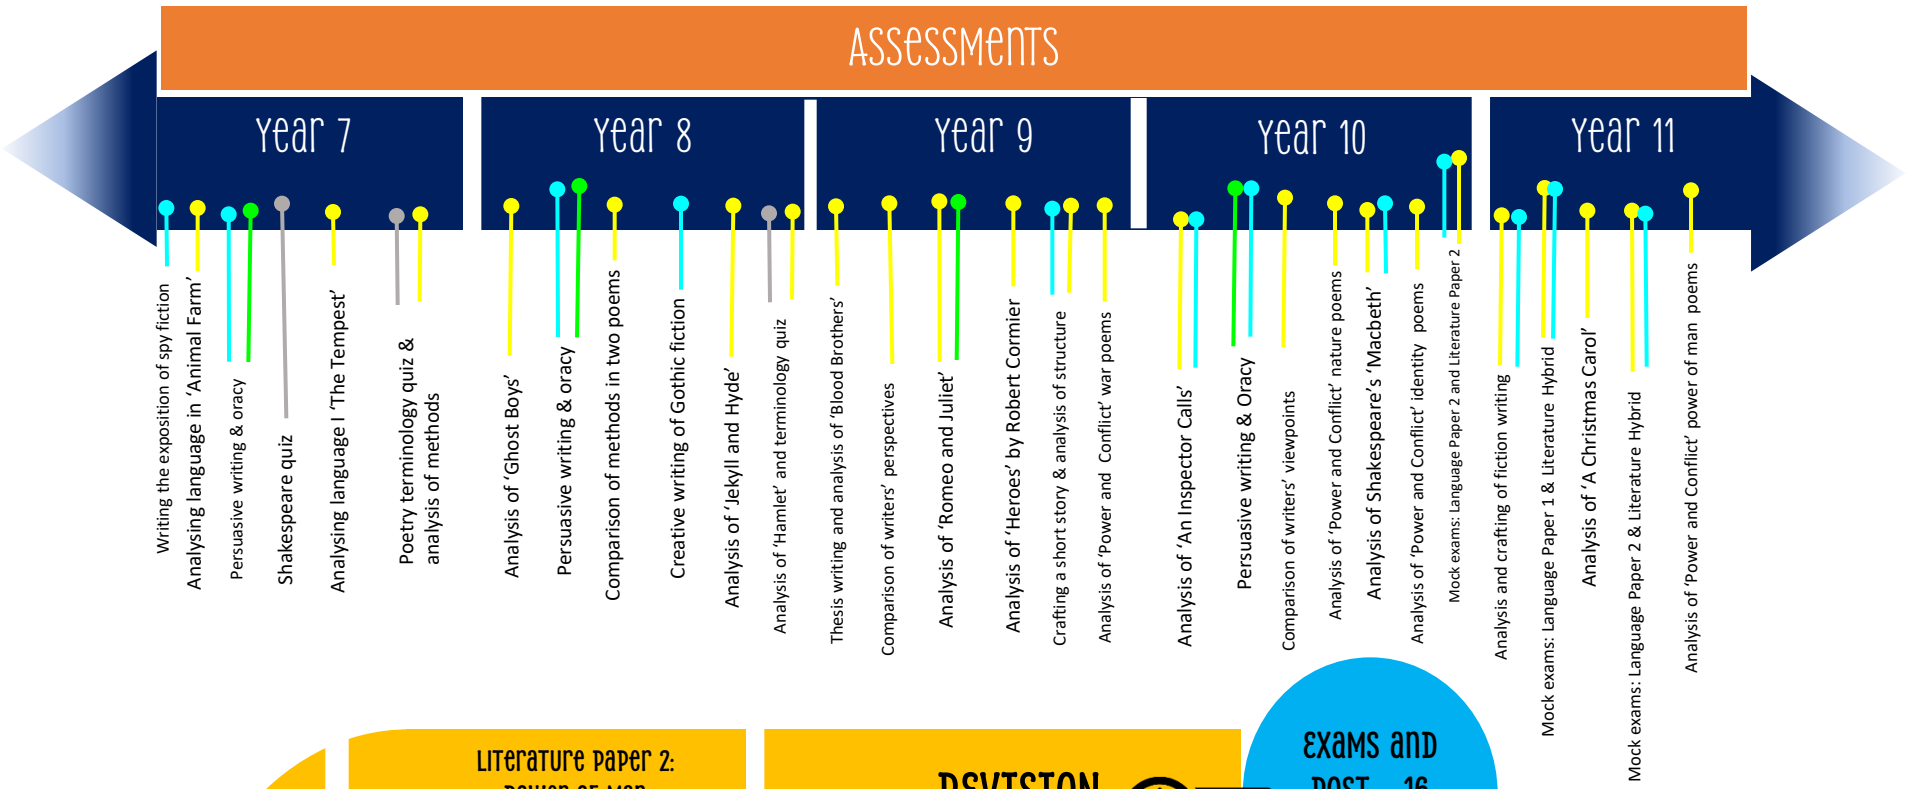 Assessments
Year 7
Year 8
Year 9
Year 10
Year 11
Writing the exposition of spy fiction
Analysing language in ‘Animal Farm’
Persuasive writing & oracy
Shakespeare quiz
Analysing language I ‘The Tempest’
Poetry terminology quiz &
analysis of methods
Analysis of ‘Ghost Boys’
Persuasive writing & oracy
Comparison of methods in two poems
Creative writing of Gothic fiction
Analysis of ‘Jekyll and Hyde’
Analysis of ‘Hamlet’ and terminology quiz
Thesis writing and analysis of ‘Blood Brothers’
Comparison of writers’ perspectives
Analysis of ‘Romeo and Juliet’
Analysis of ‘Heroes’ by Robert Cormier
Crafting a short story & analysis of structure
Analysis of ‘Power and Conflict’ war poems
Analysis of ‘An Inspector Calls’
Persuasive writing & Oracy
Comparison of writers’ viewpoints
Analysis of ‘Power and Conflict’ nature poems
Analysis of Shakespeare’s ‘Macbeth’
Analysis of ‘Power and Conflict’ identity poems
Mock exams: Language Paper 2 and Literature Paper 2
Analysis and crafting of fiction writing
Mock exams: Language Paper 1 & Literature Hybrid
Analysis of ‘A Christmas Carol’
Mock exams: Language Paper 2 & Literature Hybrid
Analysis of ‘Power and Conflict’ power of man poems
Literature Paper 2:
Power of Man
REVISION
Exams and
Post - 16